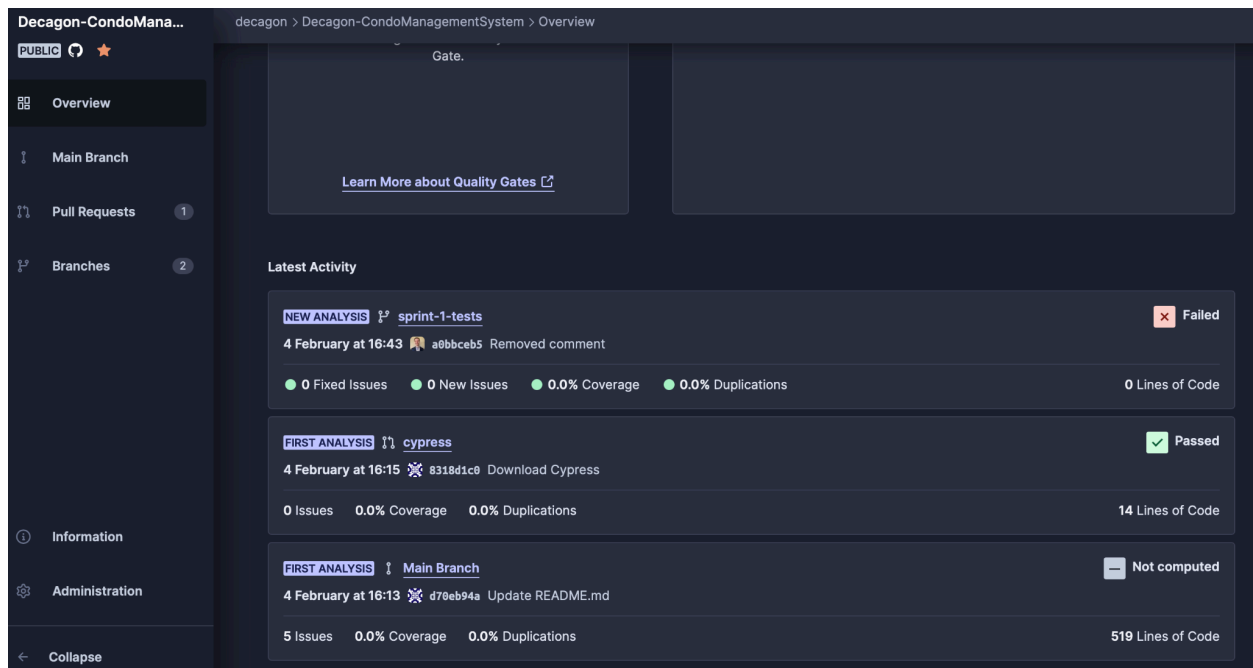 Decagon-CondoMana...
PUBLIC
Overview
Main Branch
Pull Requests 1
Branches 2
Information
Administration
Collapse
decagon > Decagon-CondoManagementSystem > Overview
Gate.
Learn More about Quality Gates
Latest Activity
NEW ANALYSIS sprint-1-tests Failed
4 February at 16:43 a0bbceb5 Removed comment
0 Fixed Issues 0 New Issues 0.0% Coverage 0.0% Duplications 0 Lines of Code
FIRST ANALYSIS cypress Passed
4 February at 16:15 8318d1c0 Download Cypress
0 Issues 0.0% Coverage 0.0% Duplications 14 Lines of Code
FIRST ANALYSIS Main Branch Not computed
4 February at 16:13 d70eb94a Update README.md
5 Issues 0.0% Coverage 0.0% Duplications 519 Lines of Code